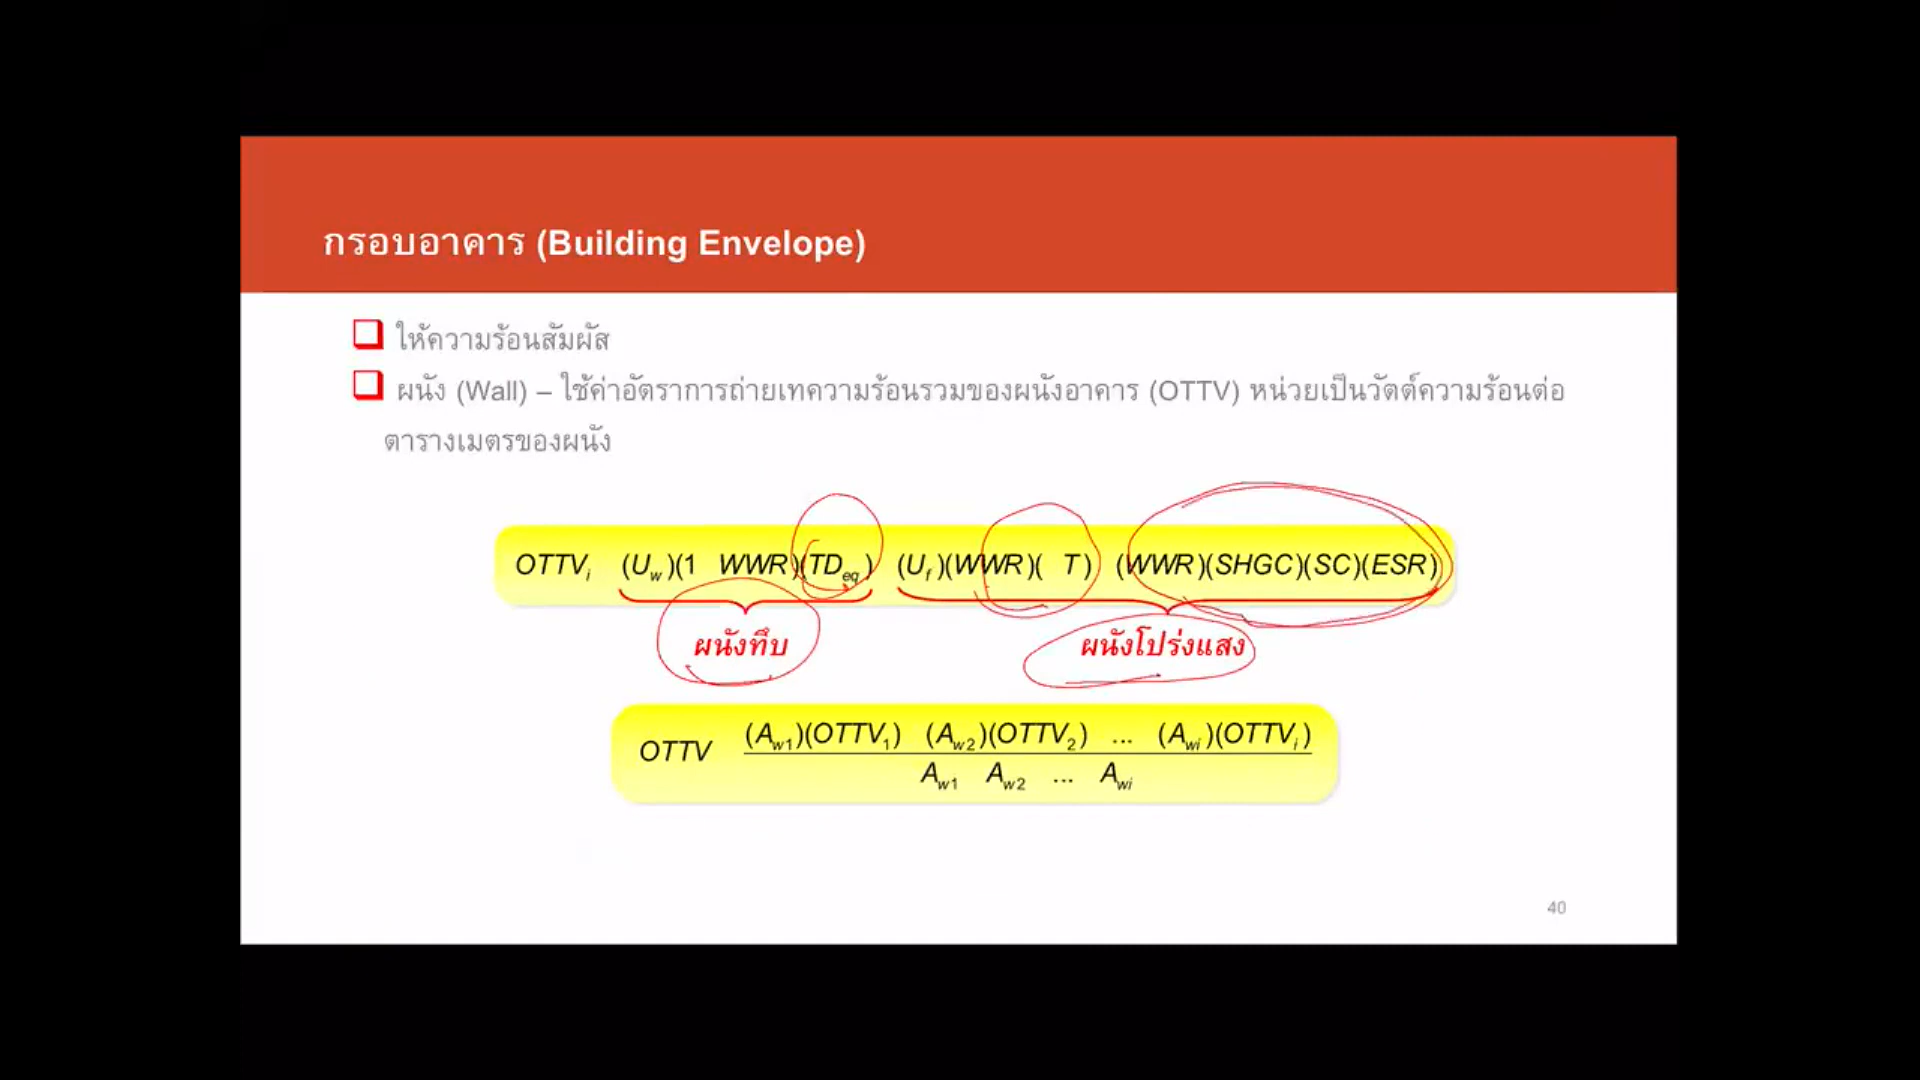 กรอบอาคาร (Building Envelope)
ให้ความร้อนสัมผัส
ผนัง (Wall) – ใช้ค่าอัตราการถ่ายเทความร้อนรวมของผนังอาคาร (OTTV) หน่วยเป็นวัตต์ความร้อนต่อ
ตารางเมตรของผนัง
OTTVi (Uw)(1 WWR)(TDeq) (Uf)(WWR)( T) (WWR)(SHGC)(SC)(ESR)
ผนังทึบ ผนังโปร่งแสง
(Aw1)(OTTV1) (Aw2)(OTTV2) ... (Awi)(OTTVi)
OTTV
Aw1 Aw2 ... Awi
40